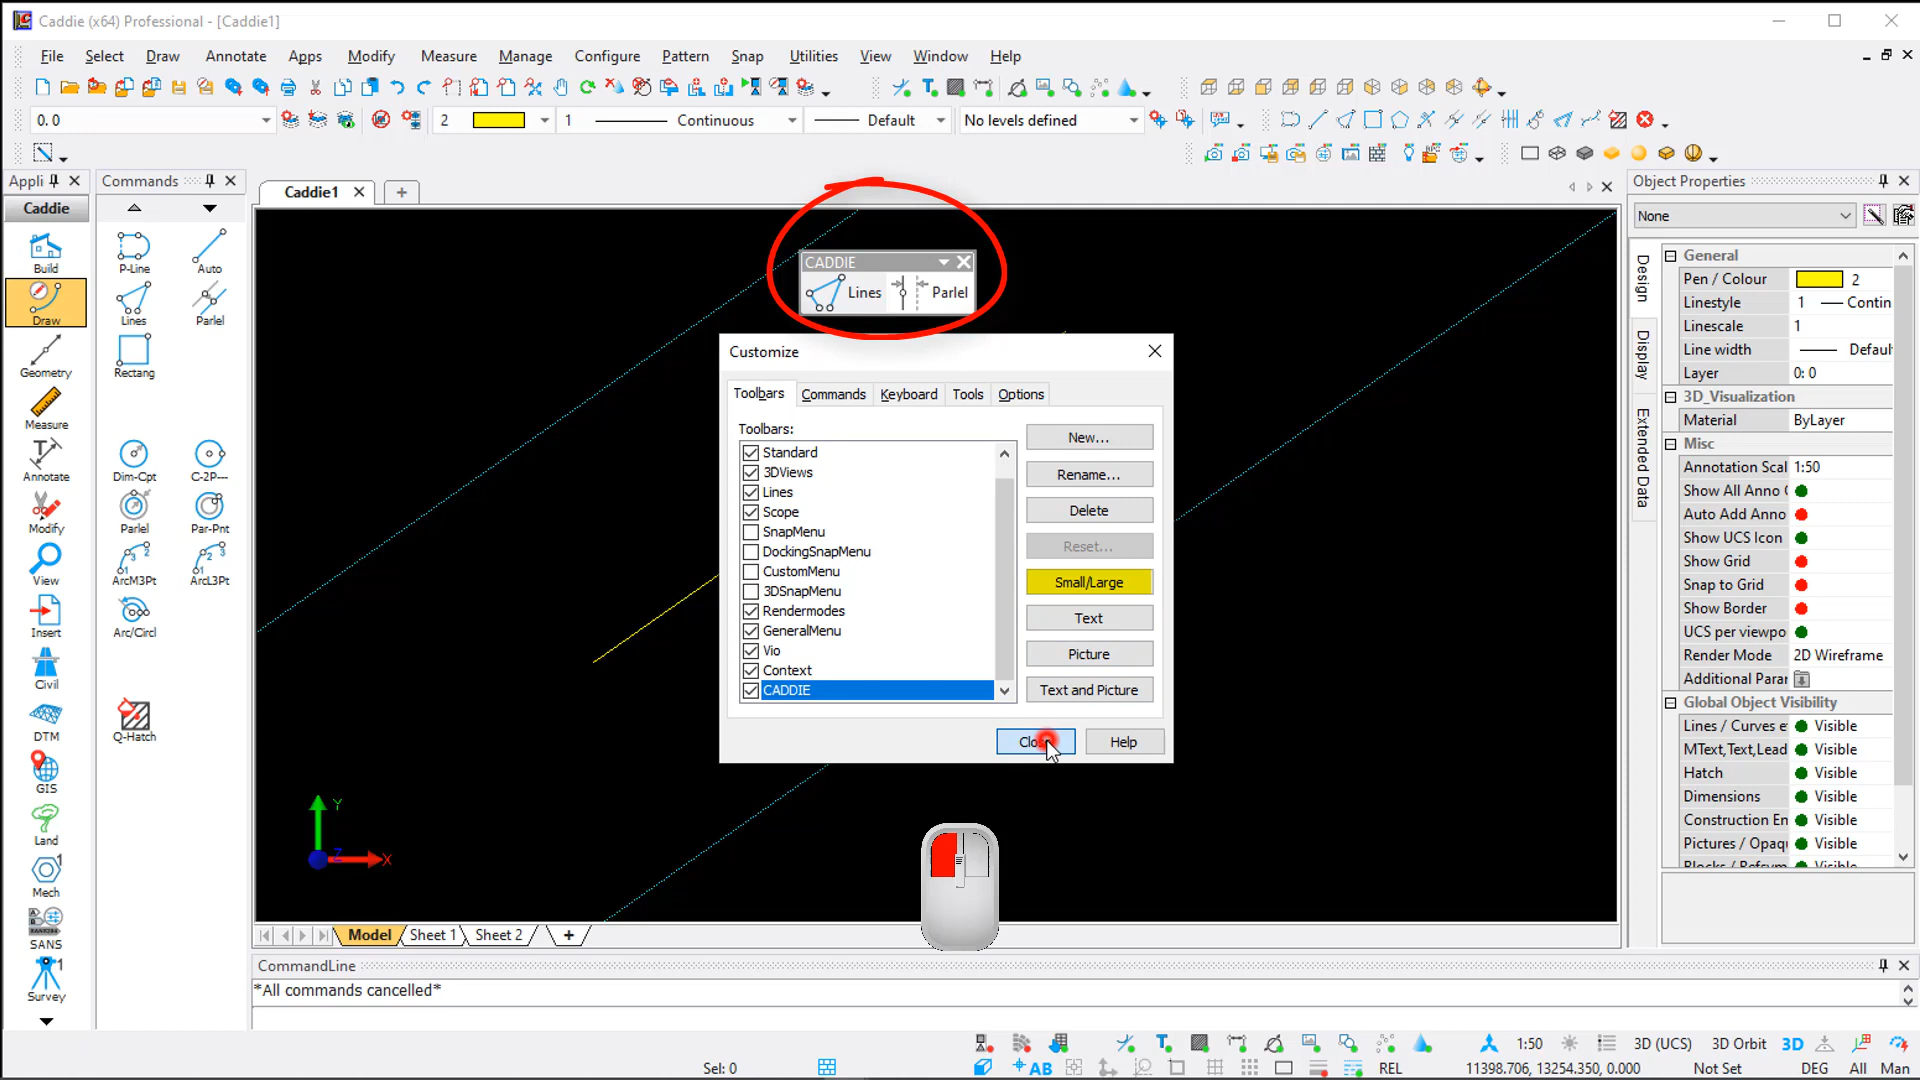 Caddie (x64) Professional - [Caddie1]
File Select Draw Annotate Apps Modify Measure Manage Configure Pattern Snap Utilities View Window Help
0. 0
2
1 Continuous
Default
No levels defined
Appli
Commands
Caddie1
Object Properties
Caddie
Build
Draw
Geometry
Measure
Annotate
Modify
View
Insert
Civil
DTM
GIS
Land
Mech
SANS
Survey
P-Line Auto
Lines Parlel
Rectang
Dim-Cpt C-2P---
Parlel Par-Pnt
ArcM3Pt ArcL3Pt
Arc/Circl
Q-Hatch
CADDIE
Lines Parlel
Customize
Toolbars Commands Keyboard Tools Options
Toolbars:
Standard
3DViews
Lines
Scope
SnapMenu
DockingSnapMenu
CustomMenu
3DSnapMenu
Rendermodes
GeneralMenu
Vio
Context
CADDIE
New...
Rename...
Delete
Reset...
Small/Large
Text
Picture
Text and Picture
Help
Y
Z
X
None
Design
Display
Extended Data
General
Pen / Colour 2
Linestyle 1 Contin
Linescale 1
Line width Defaul
Layer 0: 0
3D_Visualization
Material ByLayer
Misc
Annotation Scal 1:50
Show All Anno
Auto Add Anno
Show UCS Icon
Show Grid
Snap to Grid
Show Border
UCS per viewpo
Render Mode 2D Wireframe
Additional Parar
Global Object Visibility
Lines / Curves e Visible
MText,Text,Lead Visible
Hatch Visible
Dimensions Visible
Construction En Visible
Pictures / Opaq Visible
Model Sheet 1 Sheet 2 +
CommandLine
*All commands cancelled*
1:50 3D (UCS) 3D Orbit 3D
Sel: 0
AB
REL
11398.706, 13254.350, 0.000 Not Set DEG All Man